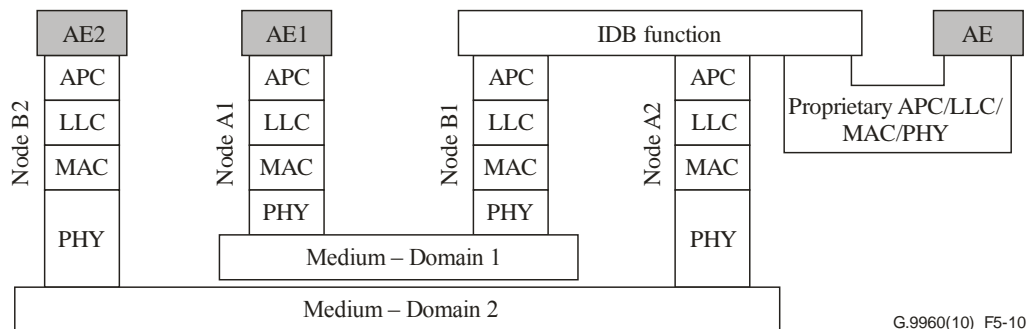 AE2
AE1
IDB function
AE
APC
APC
APC
APC
Proprietary APC/LLC/
MAC/PHY
Node B2
LLC
Node A1
LLC
Node B1
LLC
Node A2
LLC
MAC
MAC
MAC
MAC
PHY
PHY
PHY
PHY
Medium – Domain 1
Medium – Domain 2
G.9960(10)_F5-10